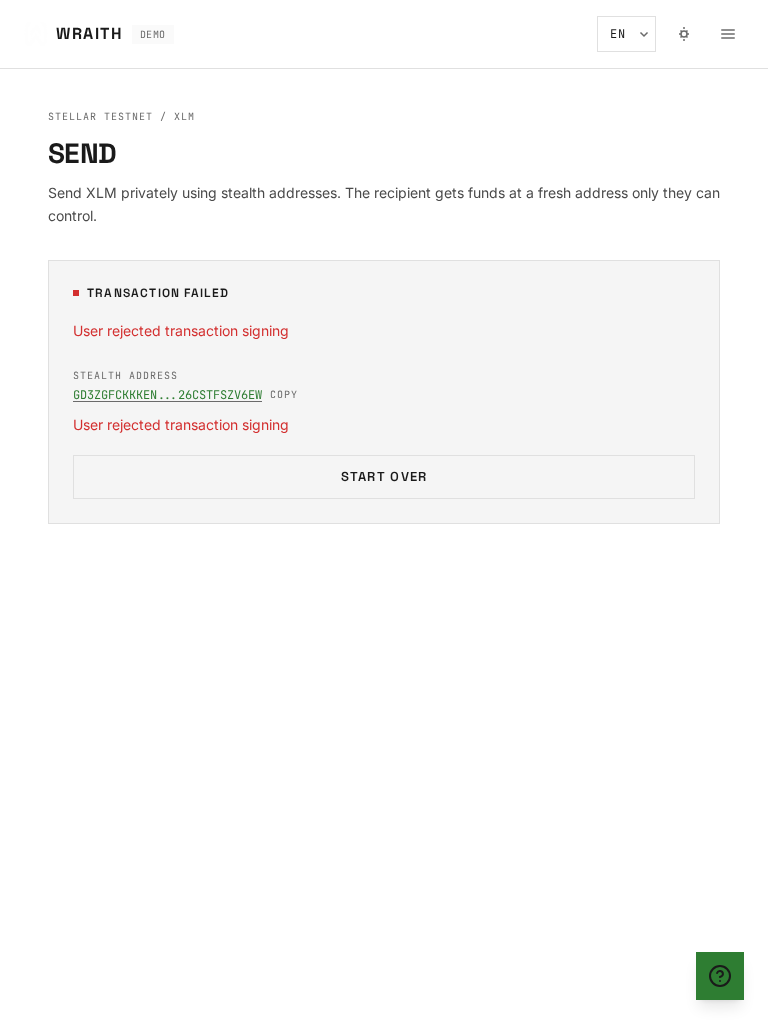 WRAITH DEMO EN
STELLAR TESTNET / XLM
SEND
Send XLM privately using stealth addresses. The recipient gets funds at a fresh address only they can
control.
TRANSACTION FAILED
User rejected transaction signing
STEALTH ADDRESS
GD3ZGFCKKKEN...26CSTFSZV6EW COPY
User rejected transaction signing
START OVER